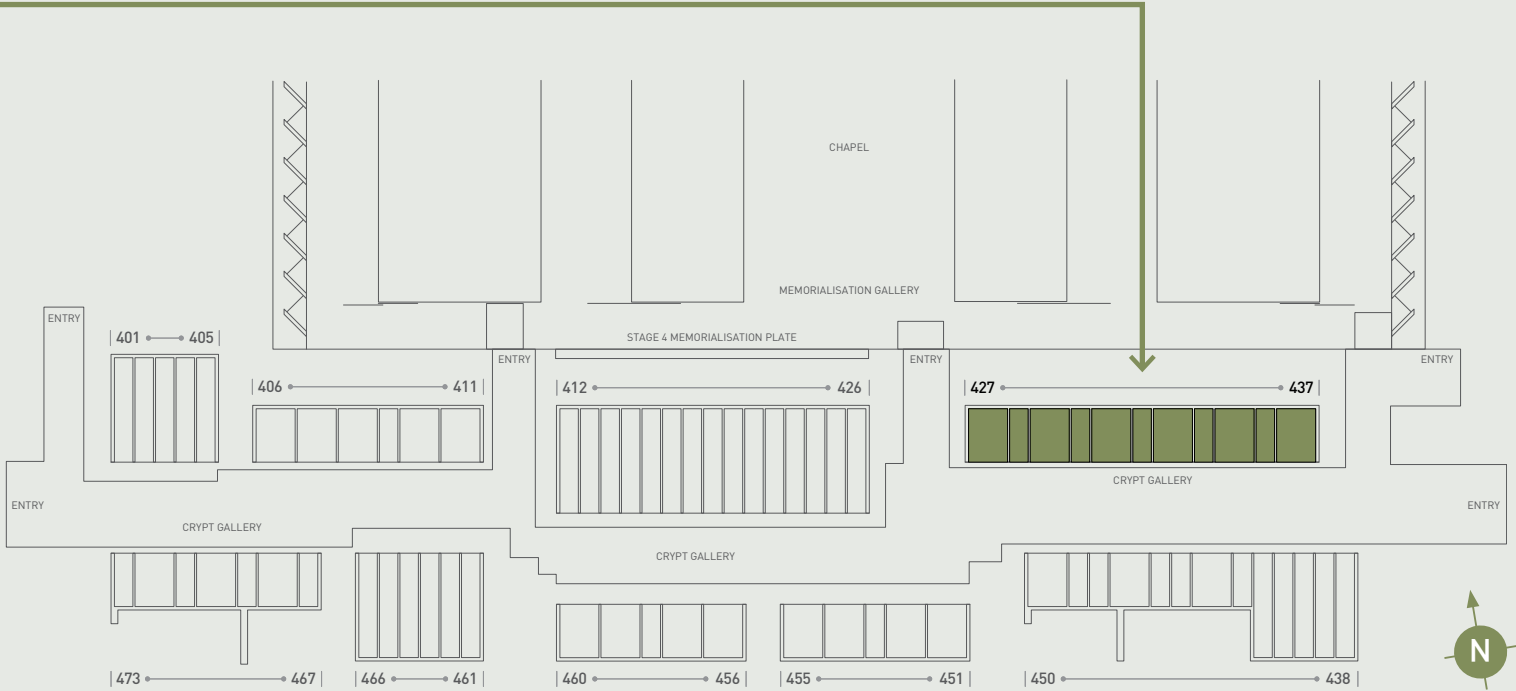 CHAPEL
MEMORIALISATION GALLERY
ENTRY
401 405
STAGE 4 MEMORIALISATION PLATE
ENTRY
ENTRY
ENTRY
406 411
412 426
427 437
CRYPT GALLERY
ENTRY
ENTRY
CRYPT GALLERY
CRYPT GALLERY
N
473 467
466 461
460 456
455 451
450 438